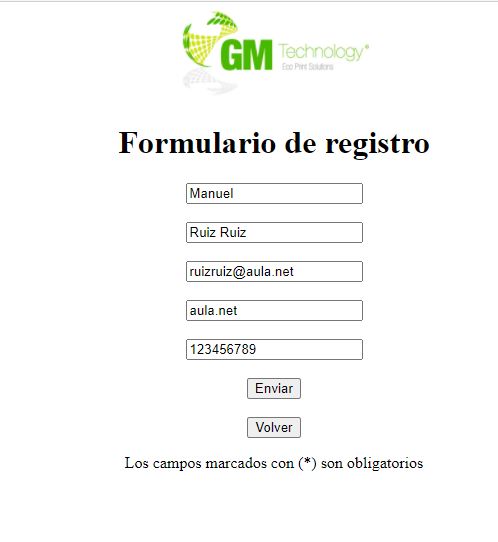 GM Technology®
Eco Print Solutions
Formulario de registro
Manuel
Ruiz Ruiz
ruizruiz@aula.net
aula.net
123456789
Enviar
Volver
Los campos marcados con (*) son obligatorios